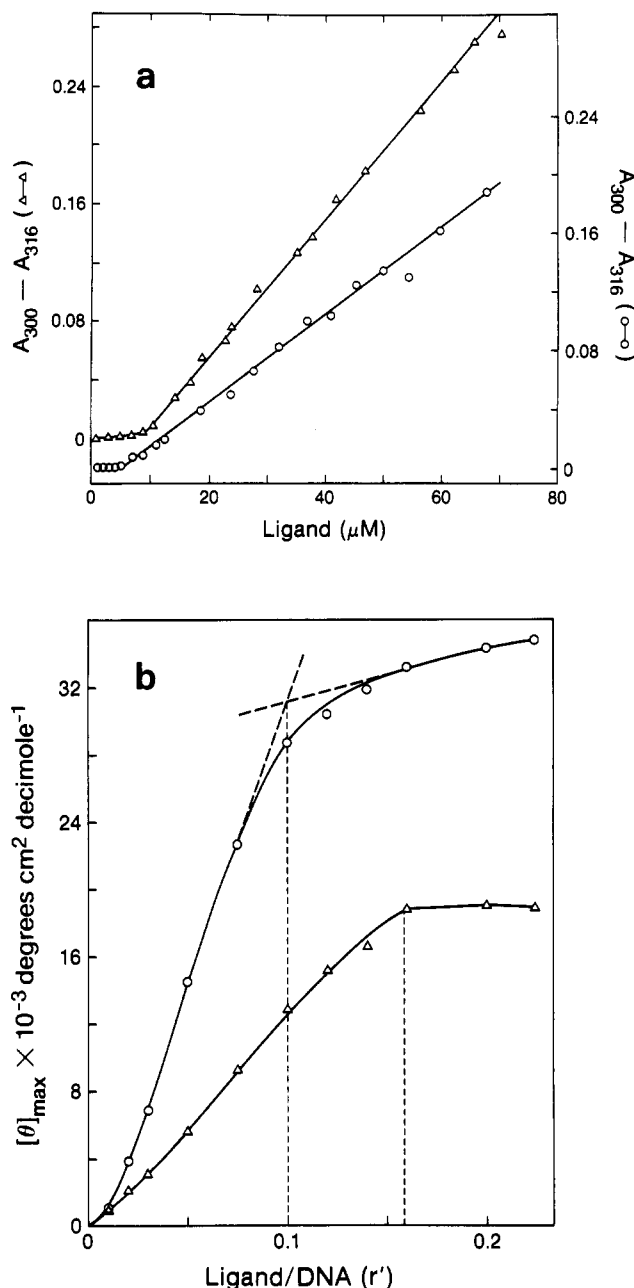 a
0.24
0.16
0.08
0
A₃₀₀ — A₃₁₆ (△—△)
0.24
0.16
0.08
0
A₃₀₀ — A₃₁₆ (○—○)
0 20 40 60 80
Ligand (μM)
b
32
24
16
8
0
[θ]max × 10⁻³ degrees cm² decimole⁻¹
0 0.1 0.2
Ligand/DNA (r')